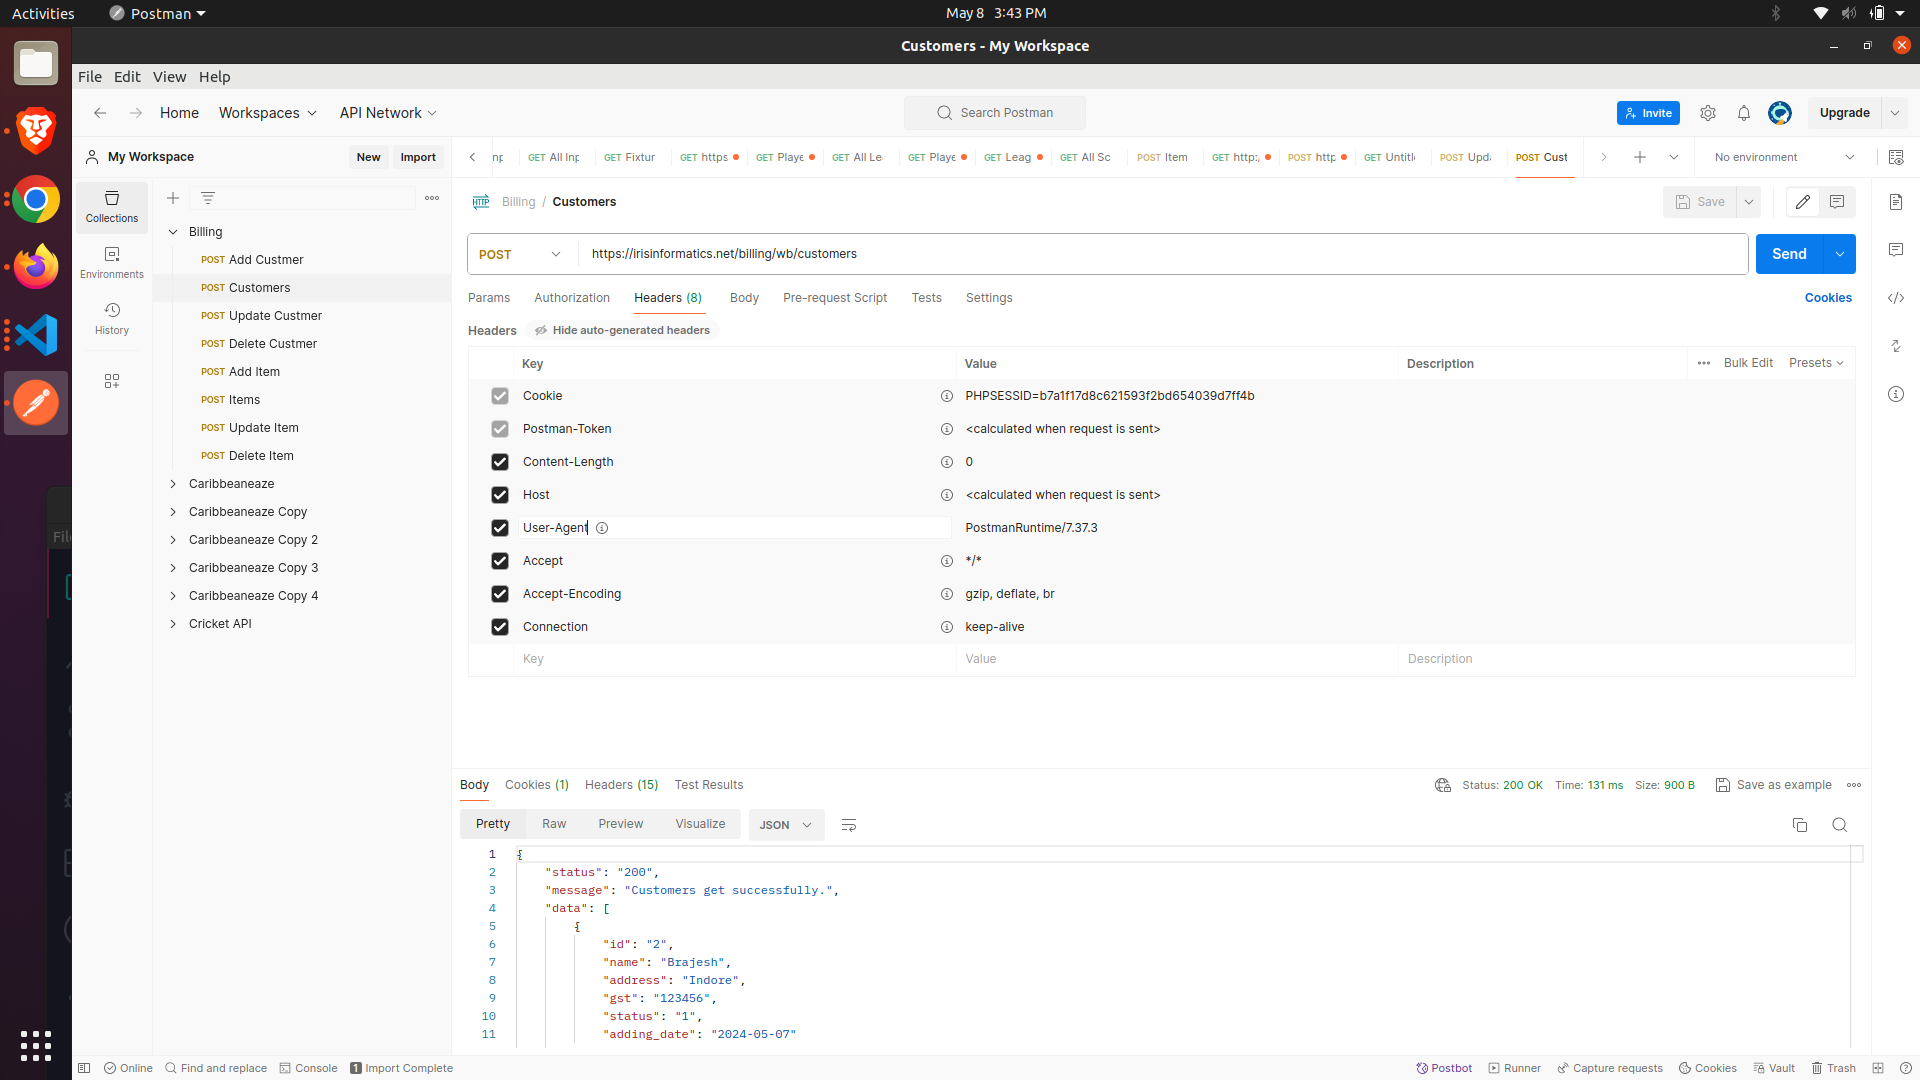 Activities
Postman
May 8 3:43 PM
Customers - My Workspace
File Edit View Help
Home
Workspaces
API Network
Search Postman
Invite
Upgrade
My Workspace
New
Import
GET All Inp
GET Fixtur
GET https
GET Playe
GET All Le
GET Playe
GET Leag
GET All Sc
POST Item
GET http:,
POST http
GET Untitl
POST Upda
POST Cust
No environment
Collections
Environments
History
Billing
POST Add Custmer
POST Customers
POST Update Custmer
POST Delete Custmer
POST Add Item
POST Items
POST Update Item
POST Delete Item
Caribbeaneaze
Caribbeaneaze Copy
Caribbeaneaze Copy 2
Caribbeaneaze Copy 3
Caribbeaneaze Copy 4
Cricket API
HTTP
Billing / Customers
Save
POST
https://irisinformatics.net/billing/wb/customers
Send
Params
Authorization
Headers (8)
Body
Pre-request Script
Tests
Settings
Cookies
Headers
Hide auto-generated headers
Key Value Description
Bulk Edit
Presets
Cookie PHPSESSID=b7a1f17d8c621593f2bd654039d7ff4b
Postman-Token <calculated when request is sent>
Content-Length 0
Host <calculated when request is sent>
User-Agent PostmanRuntime/7.37.3
Accept */*
Accept-Encoding gzip, deflate, br
Connection keep-alive
Key Value Description
Body
Cookies (1)
Headers (15)
Test Results
Status: 200 OK
Time: 131 ms
Size: 900 B
Save as example
Pretty
Raw
Preview
Visualize
JSON
1 {
2 "status": "200",
3 "message": "Customers get successfully.",
4 "data": [
5 {
6 "id": "2",
7 "name": "Brajesh",
8 "address": "Indore",
9 "gst": "123456",
10 "status": "1",
11 "adding_date": "2024-05-07"
Online
Find and replace
Console
1 Import Complete
Postbot
Runner
Capture requests
Cookies
Vault
Trash